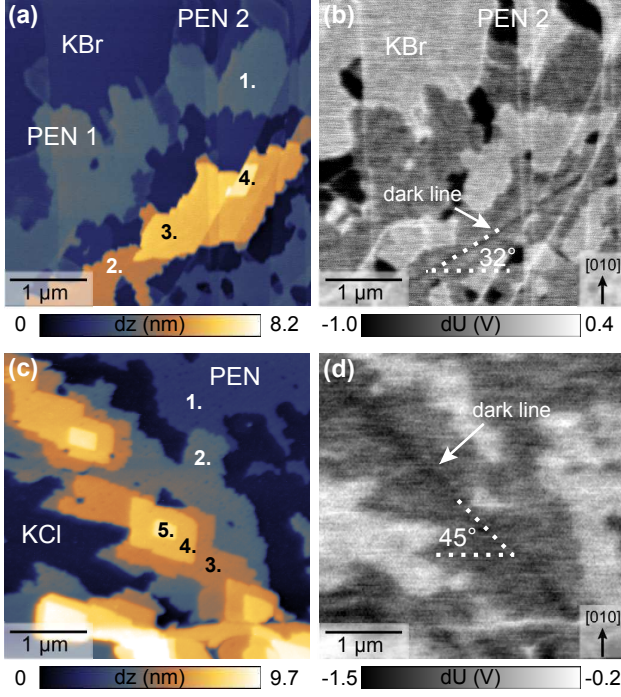 (a)
PEN 2
KBr
1.
PEN 1
4.
3.
2.
1 µm
0 dz (nm) 8.2
(b)
PEN 2
KBr
dark line
32°
[010]
1 µm
-1.0 dU (V) 0.4
(c)
PEN
1.
2.
KCl
5.
4.
3.
1 µm
0 dz (nm) 9.7
(d)
dark line
45°
[010]
1 µm
-1.5 dU (V) -0.2